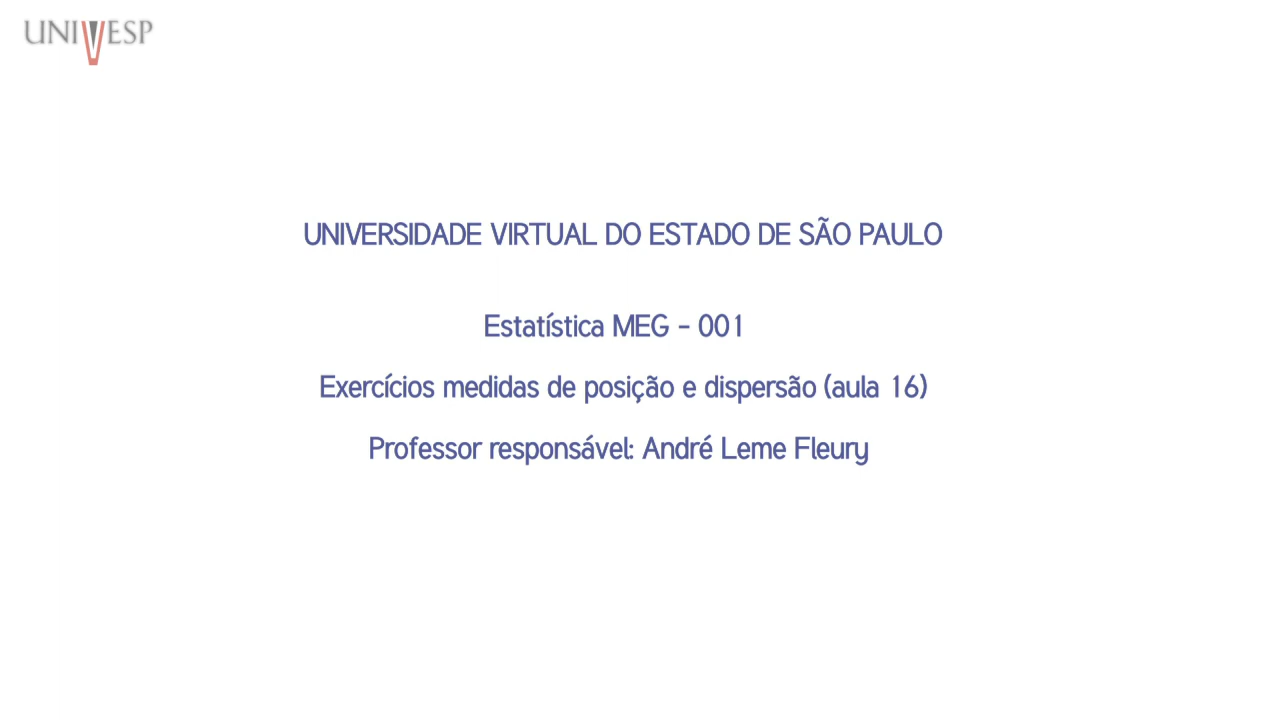 UNIVESP
UNIVERSIDADE VIRTUAL DO ESTADO DE SÃO PAULO
Estatística MEG - 001
Exercícios medidas de posição e dispersão (aula 16)
Professor responsável: André Leme Fleury